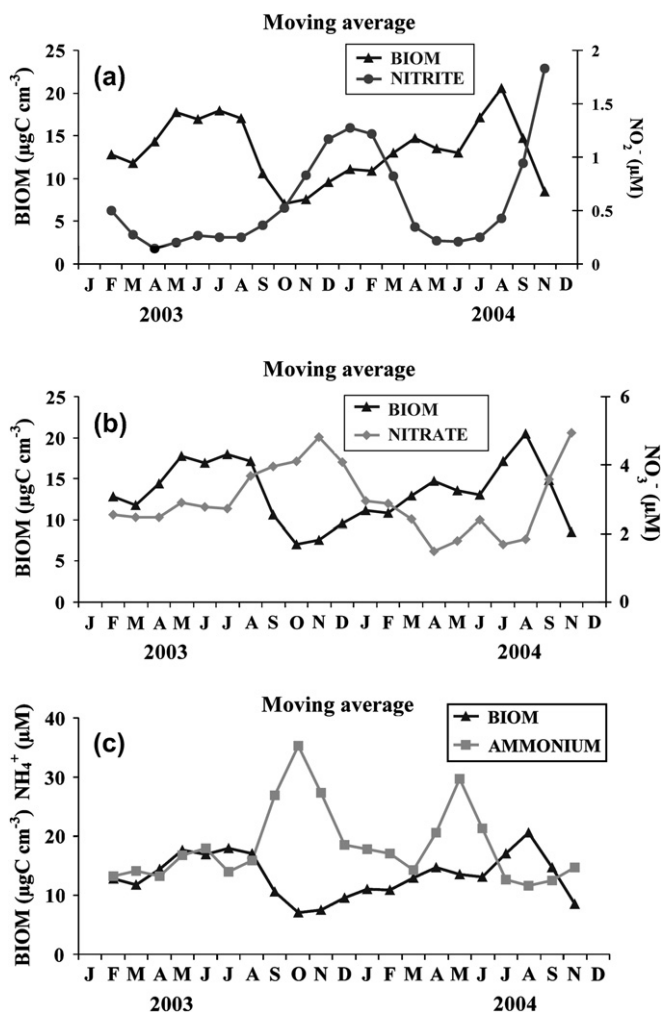 Moving average
(a)
BIOM
NITRITE
BIOM (µgC cm⁻³)
25
20
15
10
5
0
2
1.5
1
0.5
0
NO₂⁻ (µM)
J F M A M J J A S O N D J F M A M J J A S N D
2003 2004
Moving average
(b)
BIOM
NITRATE
BIOM (µgC cm⁻³)
25
20
15
10
5
0
6
4
2
0
NO₃⁻ (µM)
J F M A M J J A S O N D J F M A M J J A S N D
2003 2004
Moving average
(c)
BIOM
AMMONIUM
BIOM (µgC cm⁻³) NH₄⁺ (µM)
40
30
20
10
0
J F M A M J J A S O N D J F M A M J J A S N D
2003 2004